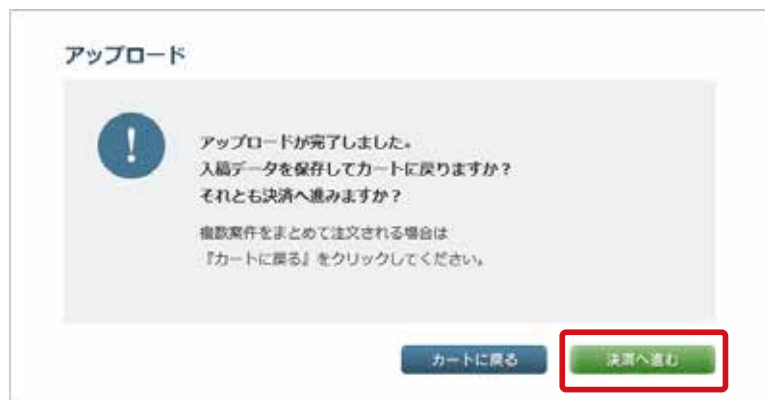 アップロード
!
アップロードが完了しました。
入稿データを保存してカートに戻りますか？
それとも決済へ進みますか？
複数案件をまとめて注文される場合は
『カートに戻る』をクリックしてください。
カートに戻る
決済へ進む